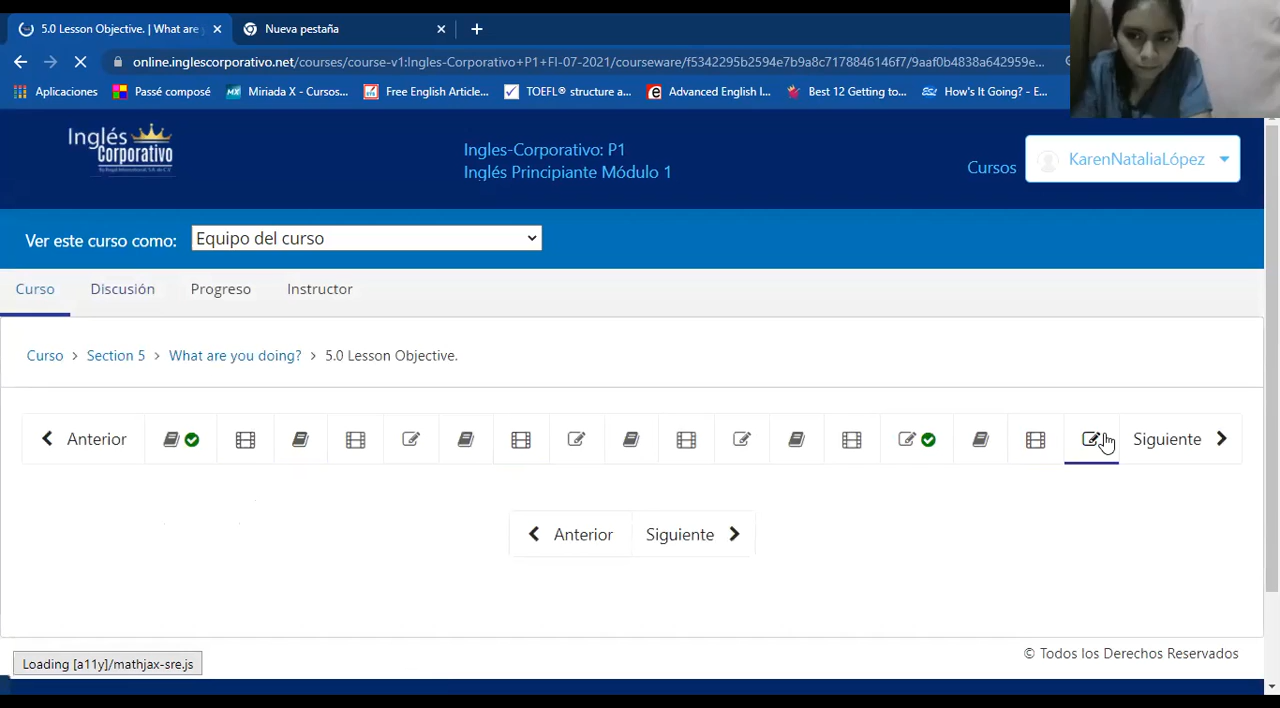 5.0 Lesson Objective. | What are y
Nueva pestaña
online.inglescorporativo.net/courses/course-v1:Ingles-Corporativo+P1+FI-07-2021/courseware/f5342295b2594e7b9a8c7178846146f7/9aaf0b4838a642959e...
Aplicaciones
Passé composé
Miriada X - Cursos...
Free English Article...
TOEFL® structure a...
Advanced English I...
Best 12 Getting to...
How's It Going? - E...
Inglés
Corporativo
Ingles-Corporativo: P1
Inglés Principiante Módulo 1
Cursos
KarenNataliaLópez
Ver este curso como:
Equipo del curso
Curso
Discusión
Progreso
Instructor
Curso > Section 5 > What are you doing? > 5.0 Lesson Objective.
Anterior
Siguiente
Anterior
Siguiente
© Todos los Derechos Reservados
Loading [a11y]/mathjax-sre.js